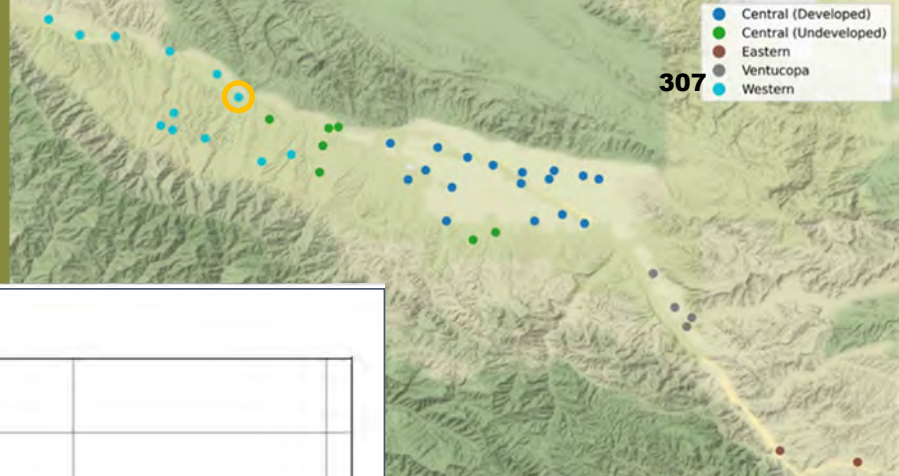 Central (Developed)
Central (Undeveloped)
Eastern
Ventucopa
307
Western